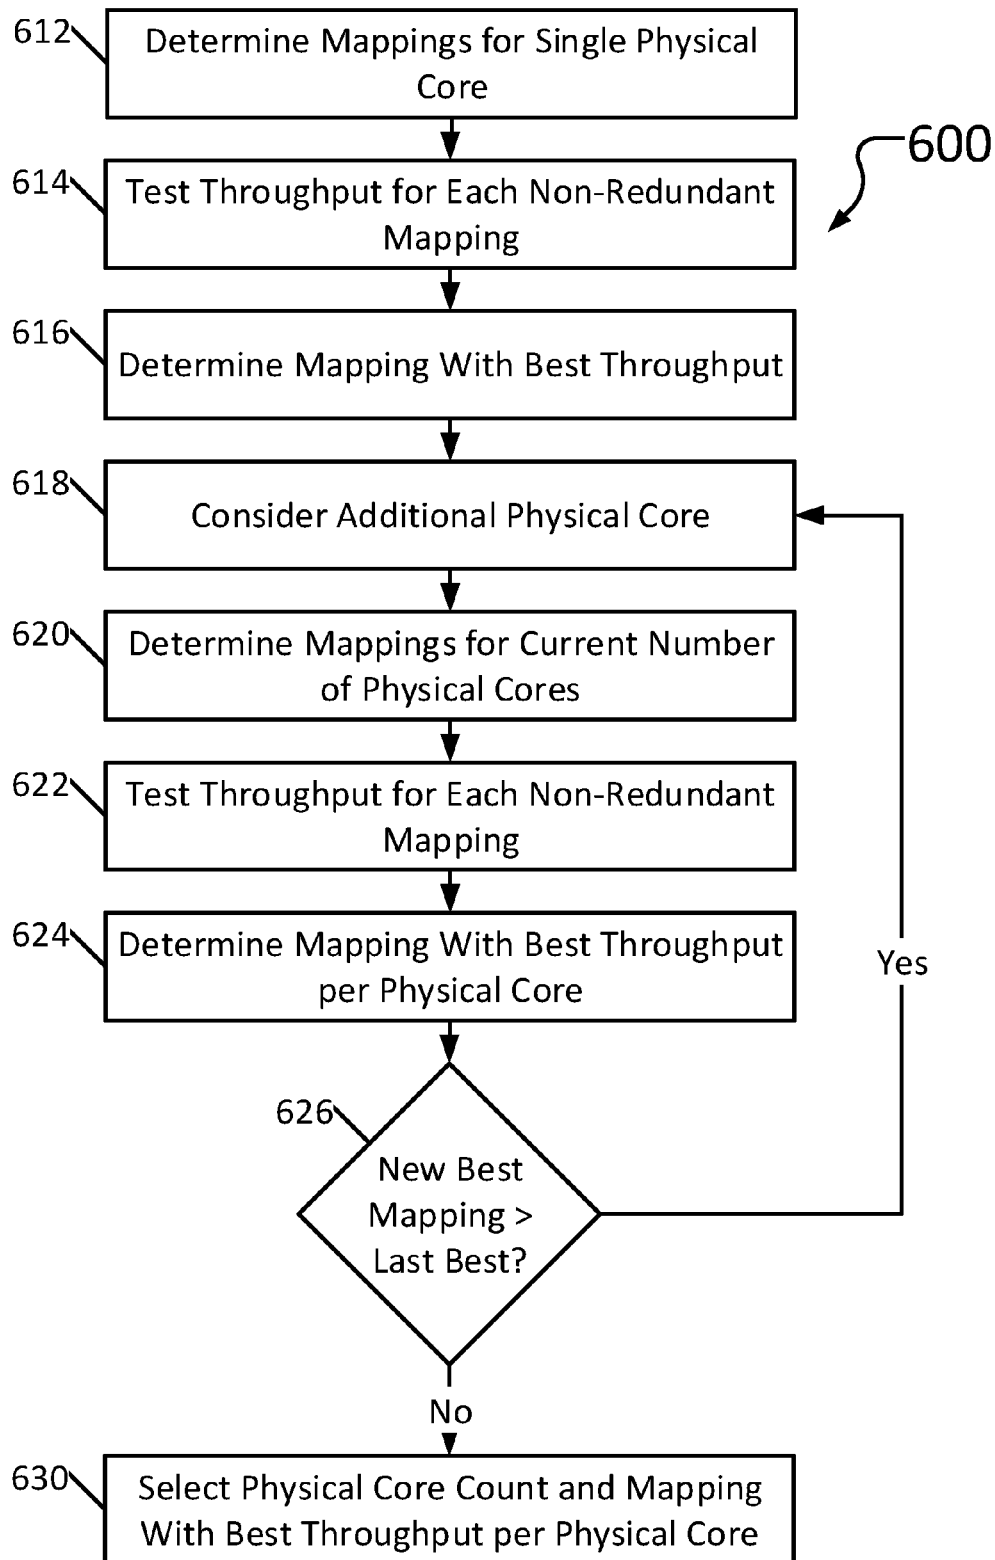 612
Determine Mappings for Single Physical
Core
600
614
Test Throughput for Each Non-Redundant
Mapping
616
Determine Mapping With Best Throughput
618
Consider Additional Physical Core
620
Determine Mappings for Current Number
of Physical Cores
622
Test Throughput for Each Non-Redundant
Mapping
624
Determine Mapping With Best Throughput
per Physical Core
Yes
626
New Best
Mapping >
Last Best?
No
630
Select Physical Core Count and Mapping
With Best Throughput per Physical Core